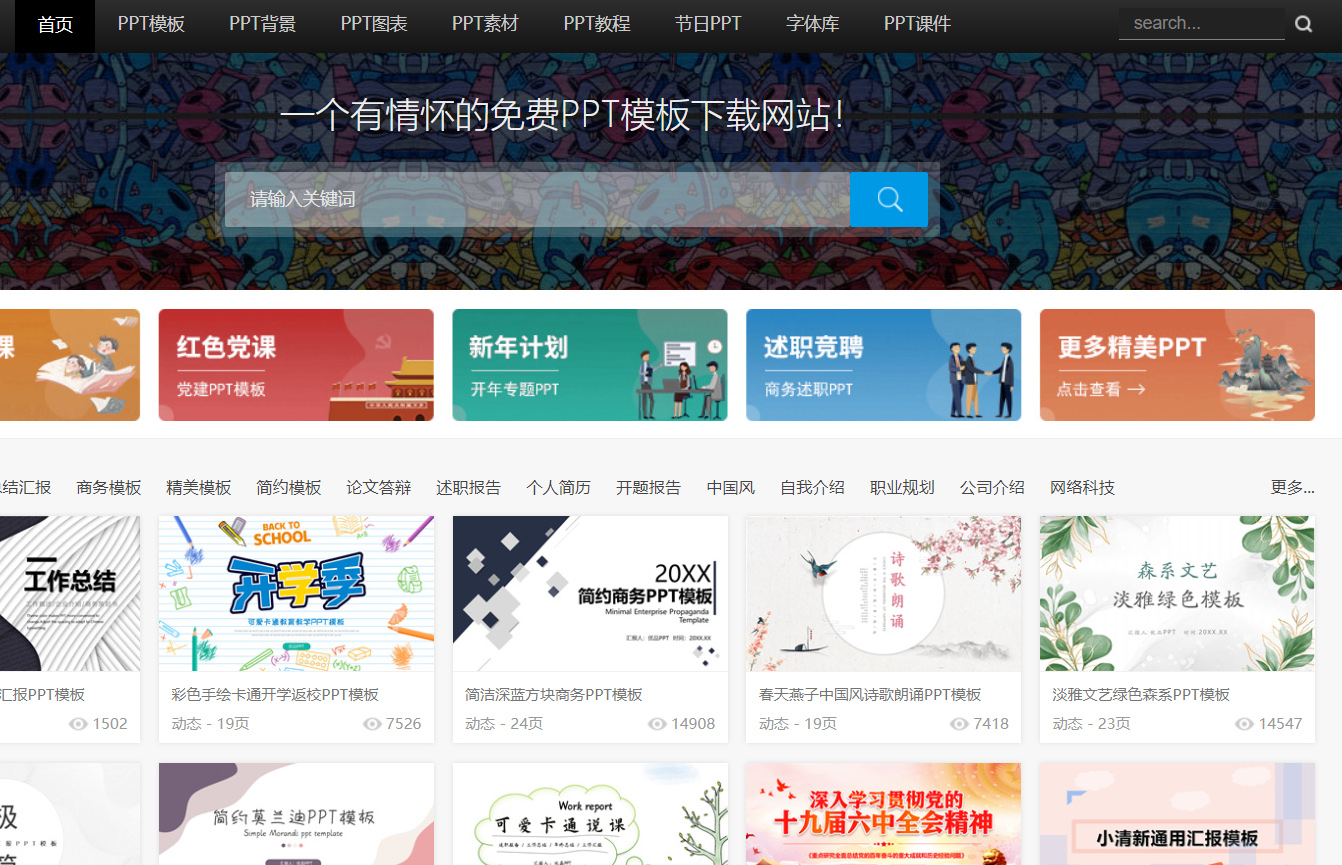 首页 PPT模板 PPT背景 PPT图表 PPT素材 PPT教程 节日PPT 字体库 PPT课件 search...
一个有情怀的免费PPT模板下载网站!
请输入关键词
课 红色党课 新年计划 述职竞聘 更多精美PPT
党建PPT模板 开年专题PPT 商务述职PPT 点击查看 →
结汇报 商务模板 精美模板 简约模板 论文答辩 述职报告 个人简历 开题报告 中国风 自我介绍 职业规划 公司介绍 网络科技 更多...
工作总结
BACK TO
SCHOOL
开学季
可爱卡通教育教学PPT模板
20XX
简约商务PPT模板
Minimal Enterprise Propaganda
Template
汇报人：优品PPT 时间：20XX.XX
诗歌朗诵
森系文艺
淡雅绿色模板
汇报人：优品PPT 时间：20XX.XX
汇报PPT模板 彩色手绘卡通开学返校PPT模板 简洁深蓝方块商务PPT模板 春天燕子中国风诗歌朗诵PPT模板 淡雅文艺绿色森系PPT模板
1502 动态 - 19页 7526 动态 - 24页 14908 动态 - 19页 7418 动态 - 23页 14547
简约莫兰迪PPT模板
Simple Morandi ppt template
Work report
可爱卡通说课
深入学习贯彻党的
十九届六中全会精神
小清新通用汇报模板